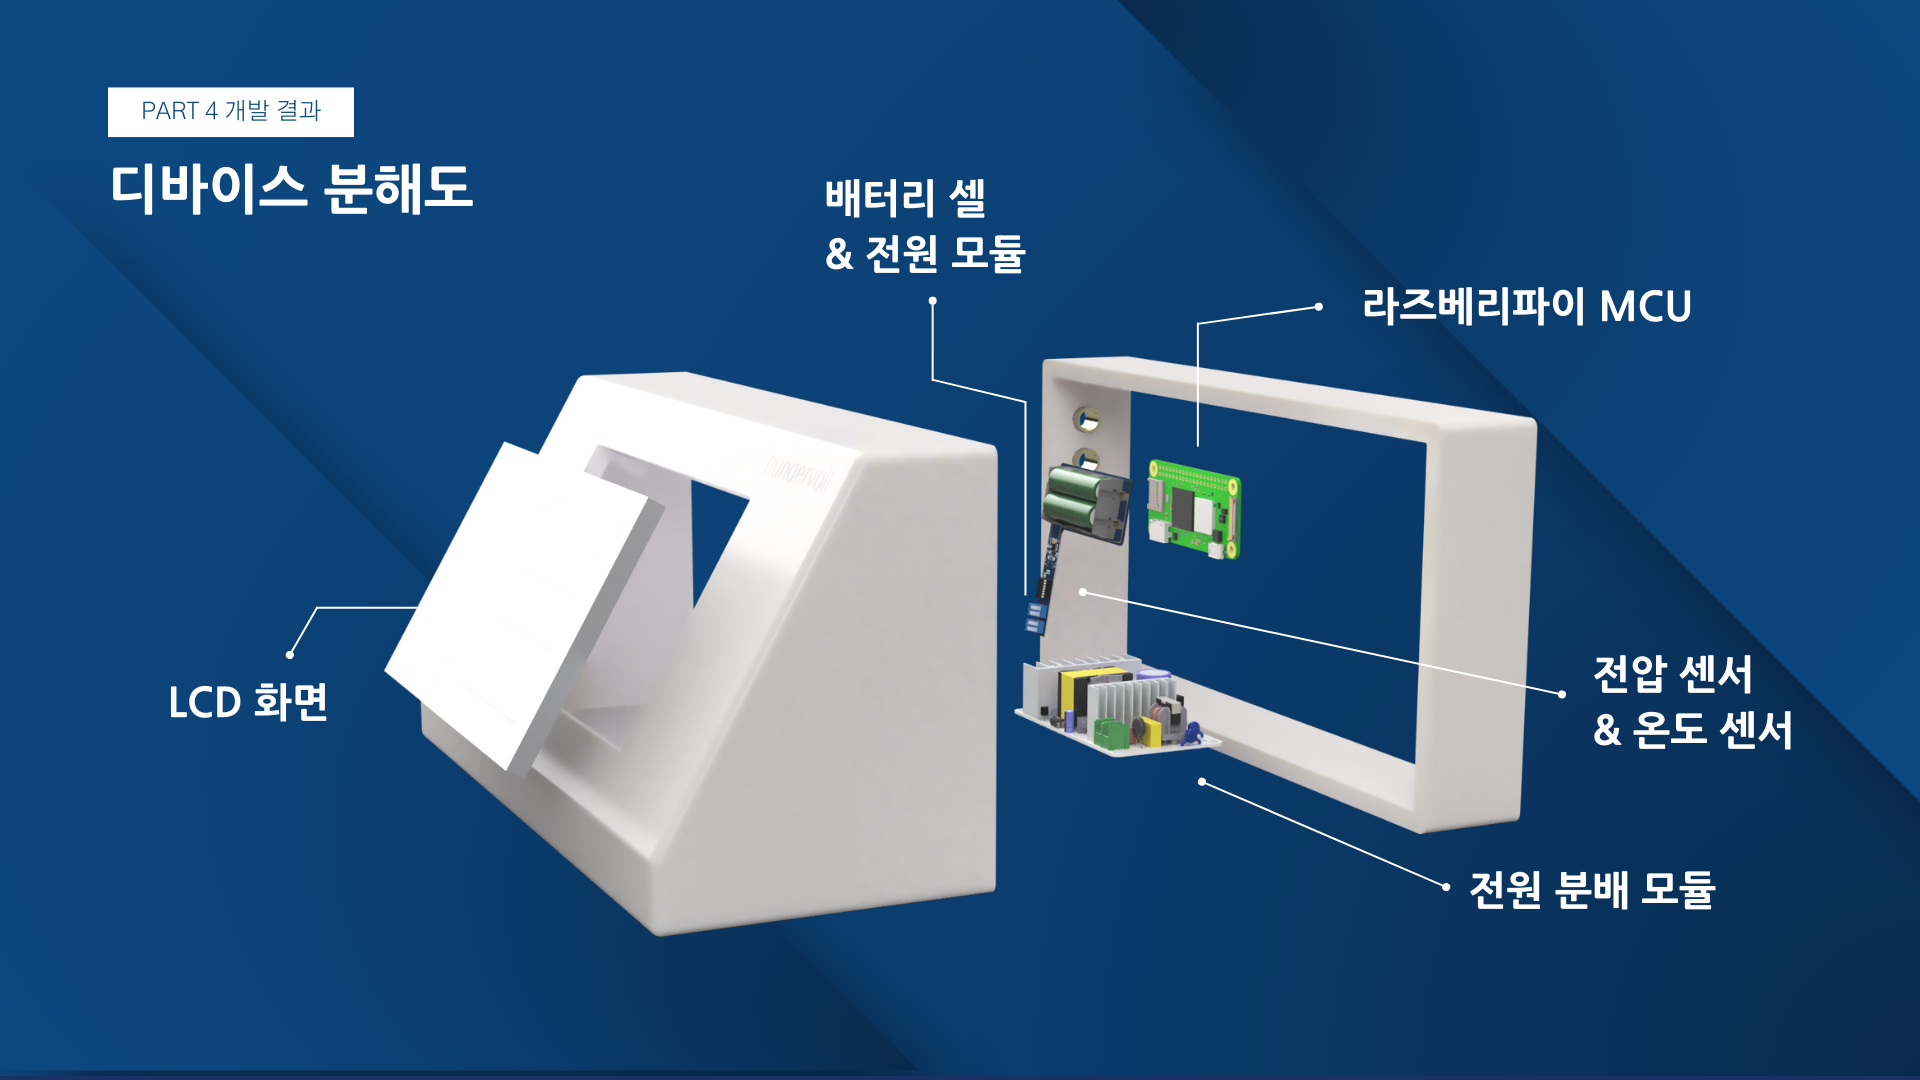 PART 4 개발 결과
디바이스 분해도
배터리 셀
& 전원 모듈
라즈베리파이 MCU
LCD 화면
전압 센서
& 온도 센서
전원 분배 모듈